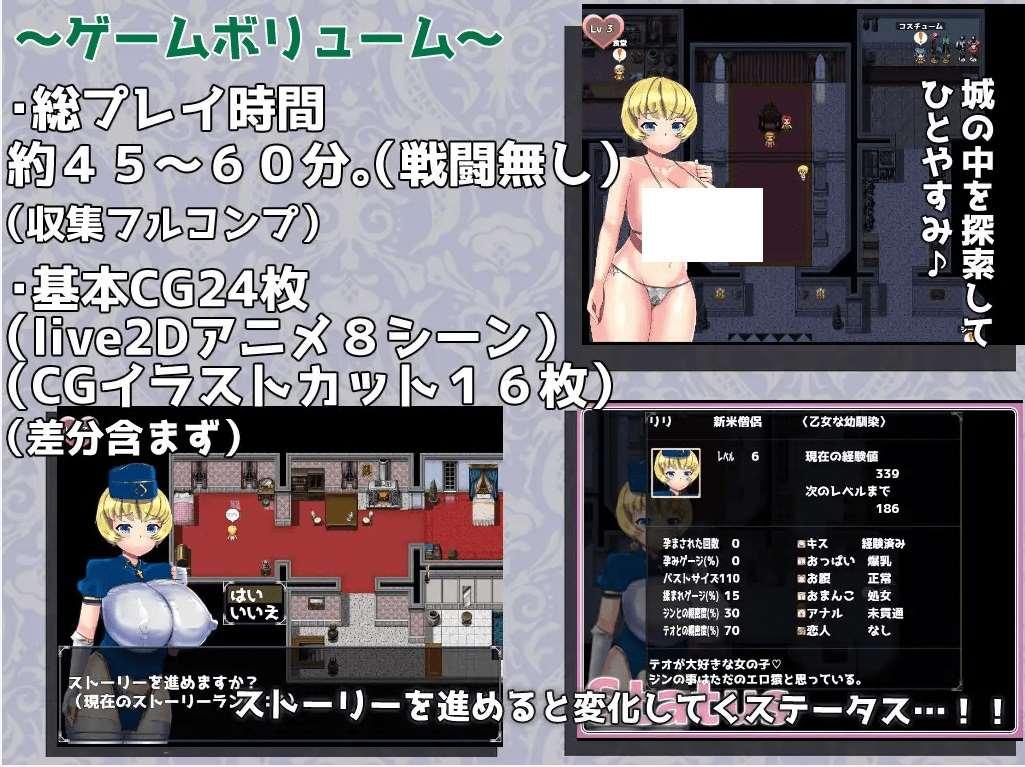 ～ゲームボリューム～
・総プレイ時間
約４５～６０分。(戦闘無し)
(収集フルコンプ)
・基本CG24枚
(live2Dアニメ８シーン)
(CGイラストカット１６枚)
(差分含まず)
Lv 3
食堂
コスチューム
城の中を探索して
ひとやすみ♪
はい
いいえ
ストーリーを進めますか？
(現在のストーリーラン
リリ 新米僧侶 〈乙女な幼馴染〉
ﾚﾍﾞﾙ 6 現在の経験値
339
次のレベルまで
186
孕まされた回数 0 キス 経験済み
孕みゲージ(%) 0 おっぱい 爆乳
バストサイズ110 お腹 正常
揉まれゲージ(%) 15 おまんこ 処女
ジンとの親密度(%) 30 アナル 未貫通
テオとの親密度(%) 70 恋人 なし
テオが大好きな女の子♡
ジンの事はただのエロ猿と思っている。
Status
ストーリーを進めると変化してくステータス…！！